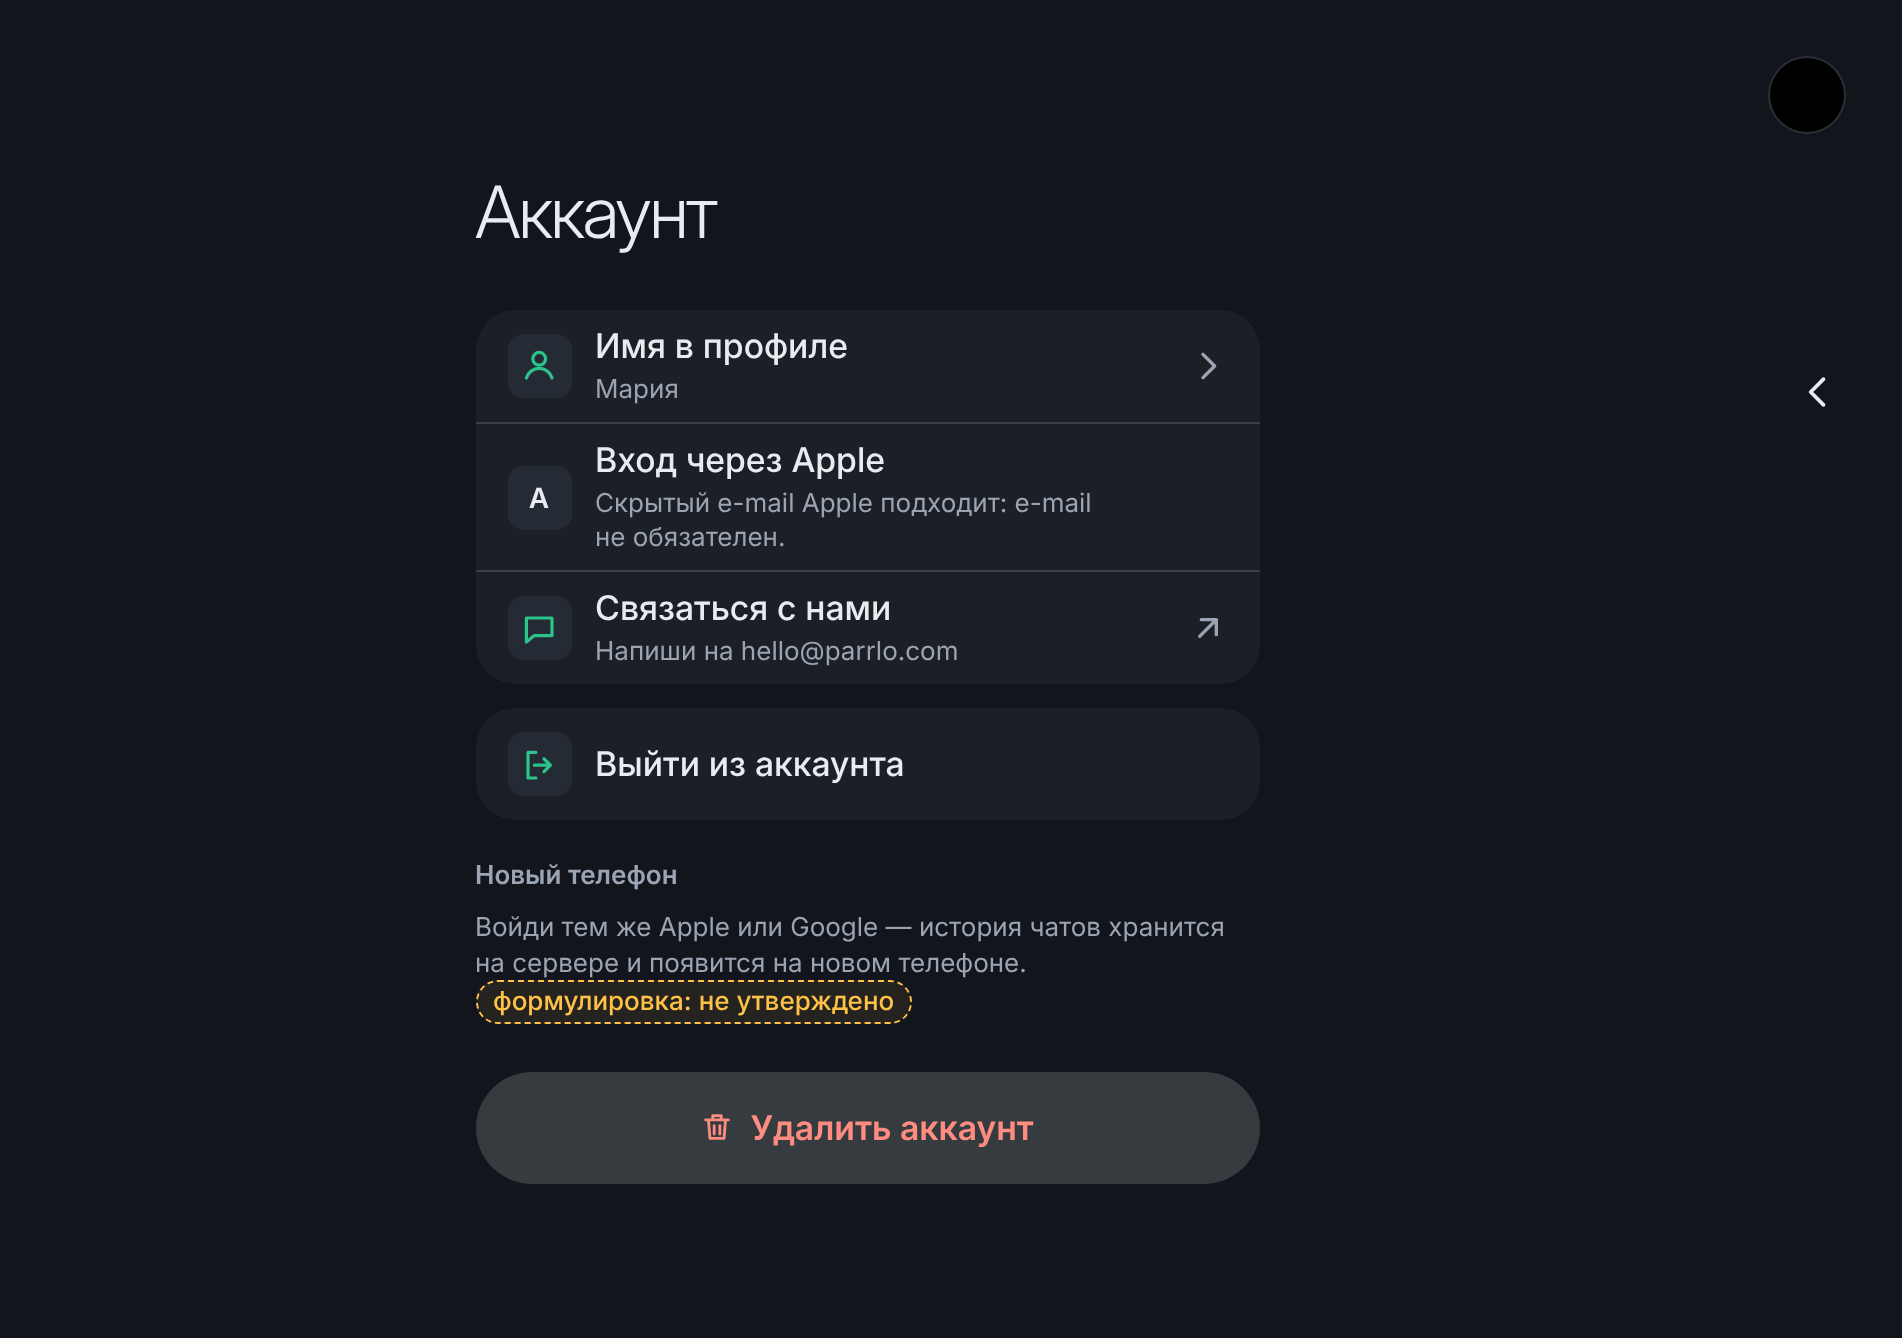 Аккаунт
Имя в профиле
Мария
A
Вход через Apple
Скрытый e-mail Apple подходит: e-mail
не обязателен.
Связаться с нами
Напиши на hello@parrlo.com
Выйти из аккаунта
Новый телефон
Войди тем же Apple или Google — история чатов хранится
на сервере и появится на новом телефоне.
формулировка: не утверждено
Удалить аккаунт